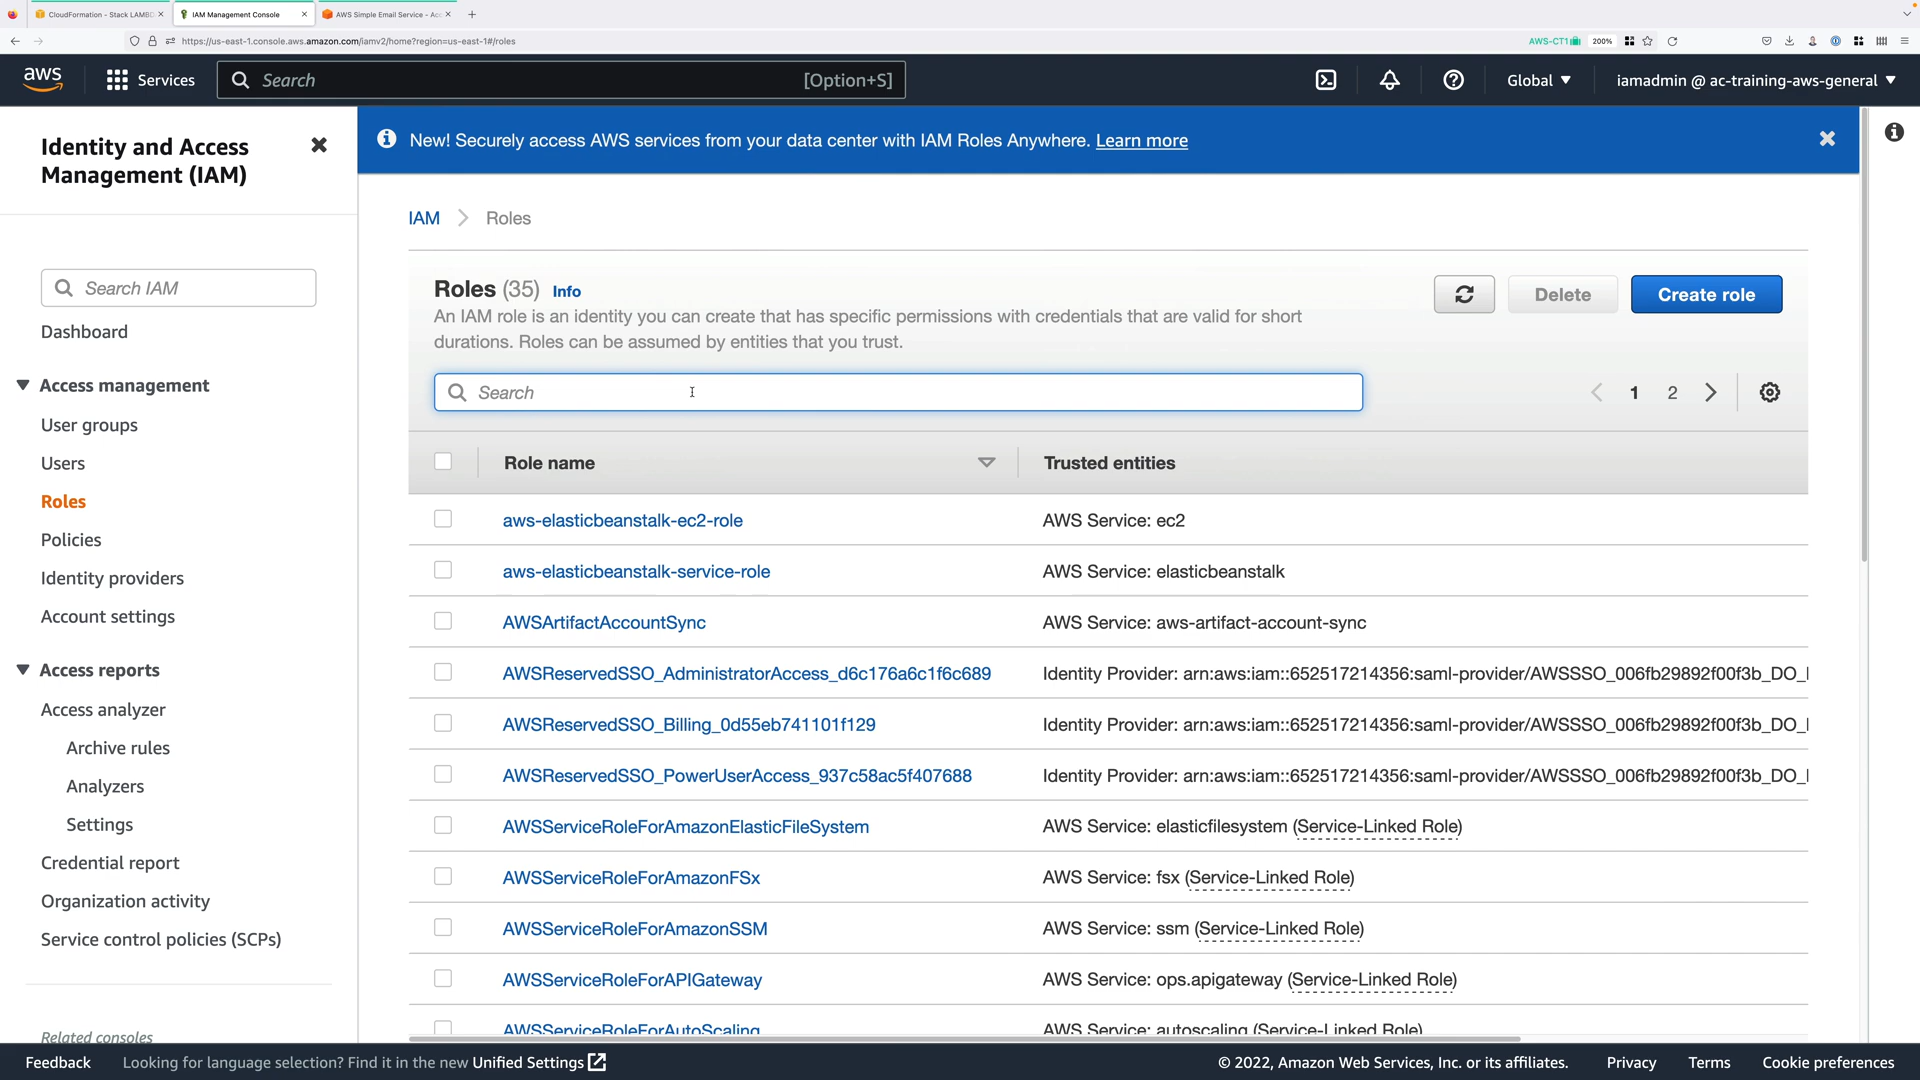 CloudFormation - Stack LAMBD
IAM Management Console
AWS Simple Email Service - Acc
https://us-east-1.console.aws.amazon.com/iamv2/home?region=us-east-1#/roles
AWS-CT1
200%
aws
Services
Search
[Option+S]
Global
iamadmin @ ac-training-aws-general
Identity and Access
Management (IAM)
Search IAM
Dashboard
Access management
User groups
Users
Roles
Policies
Identity providers
Account settings
Access reports
Access analyzer
Archive rules
Analyzers
Settings
Credential report
Organization activity
Service control policies (SCPs)
Related consoles
New! Securely access AWS services from your data center with IAM Roles Anywhere. Learn more
IAM > Roles
Roles (35) Info
An IAM role is an identity you can create that has specific permissions with credentials that are valid for short
durations. Roles can be assumed by entities that you trust.
Delete
Create role
Search
1 2
Role name Trusted entities
aws-elasticbeanstalk-ec2-role AWS Service: ec2
aws-elasticbeanstalk-service-role AWS Service: elasticbeanstalk
AWSArtifactAccountSync AWS Service: aws-artifact-account-sync
AWSReservedSSO_AdministratorAccess_d6c176a6c1f6c689 Identity Provider: arn:aws:iam::652517214356:saml-provider/AWSSSO_006fb29892f00f3b_DO_
AWSReservedSSO_Billing_0d55eb741101f129 Identity Provider: arn:aws:iam::652517214356:saml-provider/AWSSSO_006fb29892f00f3b_DO_
AWSReservedSSO_PowerUserAccess_937c58ac5f407688 Identity Provider: arn:aws:iam::652517214356:saml-provider/AWSSSO_006fb29892f00f3b_DO_
AWSServiceRoleForAmazonElasticFileSystem AWS Service: elasticfilesystem (Service-Linked Role)
AWSServiceRoleForAmazonFSx AWS Service: fsx (Service-Linked Role)
AWSServiceRoleForAmazonSSM AWS Service: ssm (Service-Linked Role)
AWSServiceRoleForAPIGateway AWS Service: ops.apigateway (Service-Linked Role)
AWSServiceRoleForAutoScaling AWS Service: autoscaling (Service-Linked Role)
Feedback
Looking for language selection? Find it in the new Unified Settings
© 2022, Amazon Web Services, Inc. or its affiliates.
Privacy
Terms
Cookie preferences